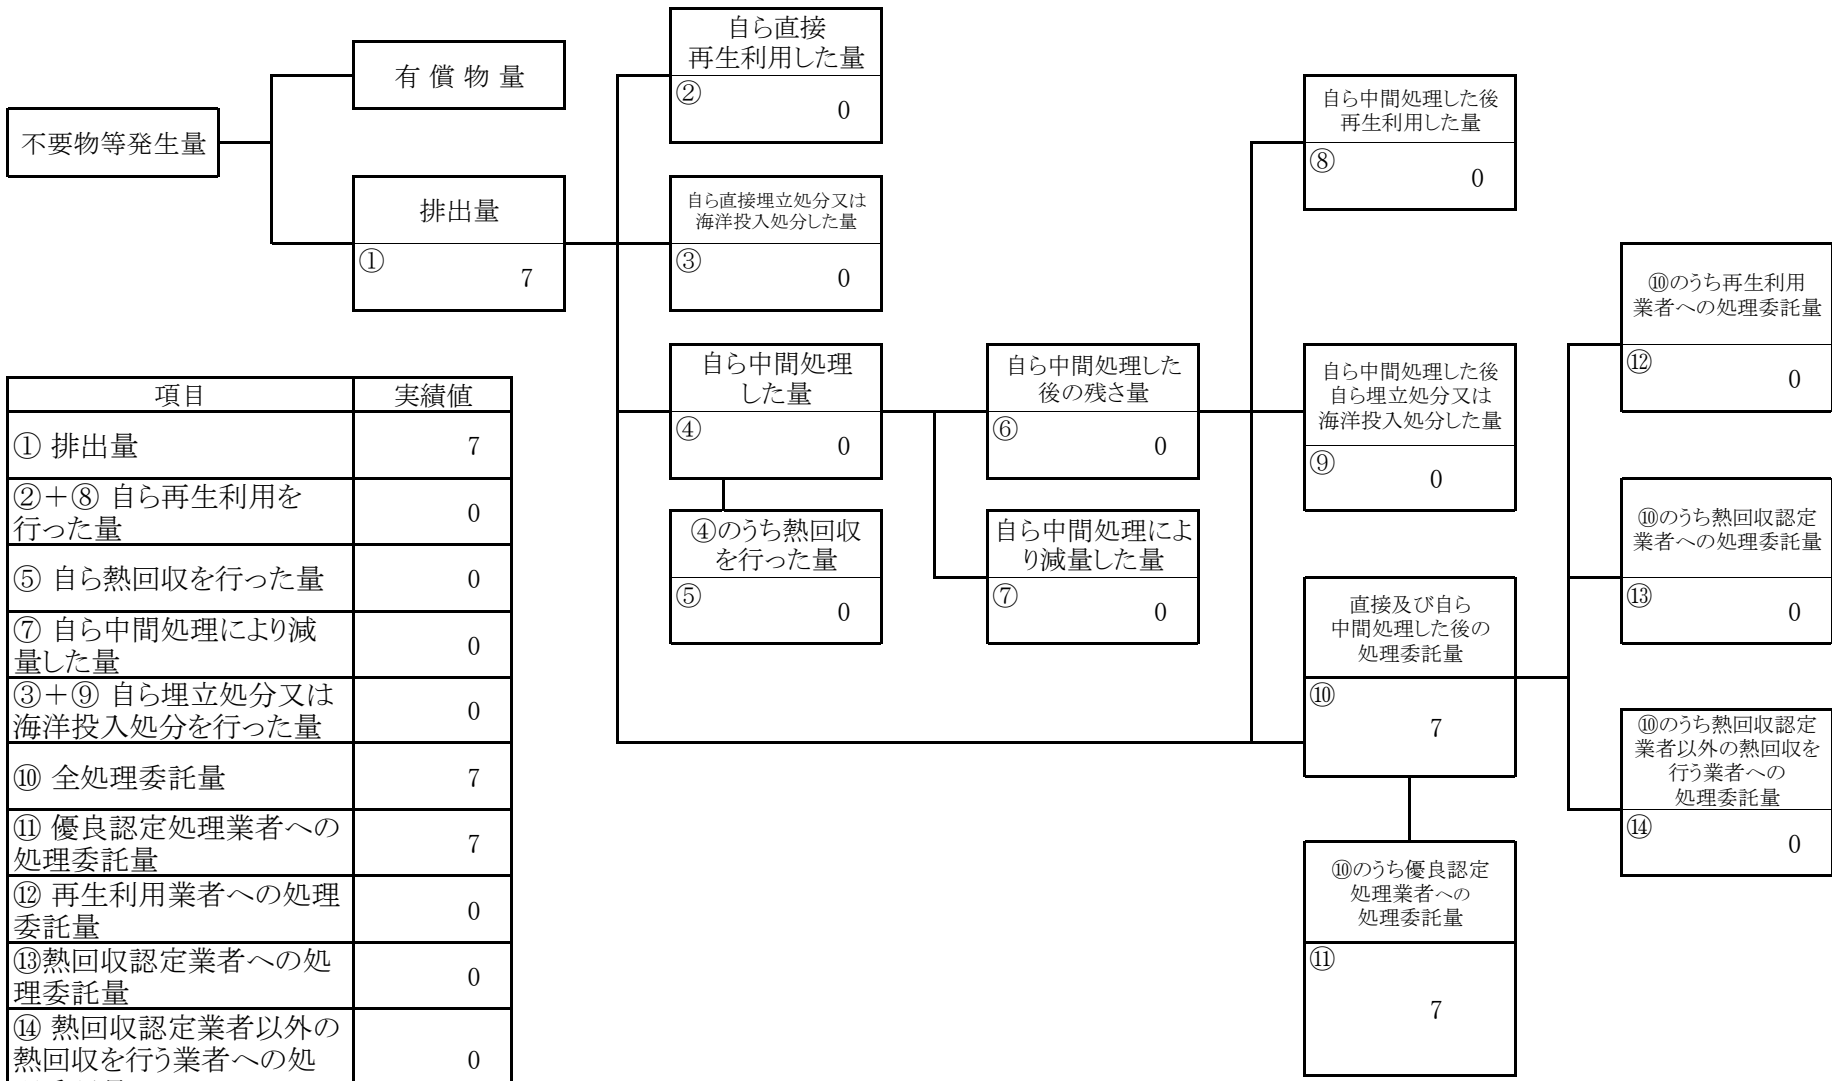 不要物等発生量
有 償 物 量
排出量
①
7
自ら直接
再生利用した量
②
0
自ら直接埋立処分又は
海洋投入処分した量
③
0
自ら中間処理
した量
④
0
④のうち熱回収
を行った量
⑤
0
自ら中間処理した
後の残さ量
⑥
0
自ら中間処理によ
り減量した量
⑦
0
自ら中間処理した後
再生利用した量
⑧
0
自ら中間処理した後
自ら埋立処分又は
海洋投入処分した量
⑨
0
直接及び自ら
中間処理した後の
処理委託量
⑩
7
⑩のうち優良認定
処理業者への
処理委託量
⑪
7
⑩のうち再生利用
業者への処理委託量
⑫
0
⑩のうち熱回収認定
業者への処理委託量
⑬
0
⑩のうち熱回収認定
業者以外の熱回収を
行う業者への
処理委託量
⑭
0
項目 実績値
① 排出量 7
②＋⑧ 自ら再生利用を
行った量 0
⑤ 自ら熱回収を行った量 0
⑦ 自ら中間処理により減
量した量 0
③＋⑨ 自ら埋立処分又は
海洋投入処分を行った量 0
⑩ 全処理委託量 7
⑪ 優良認定処理業者への
処理委託量 7
⑫ 再生利用業者への処理
委託量 0
⑬熱回収認定業者への処
理委託量 0
⑭ 熱回収認定業者以外の
熱回収を行う業者への処 0